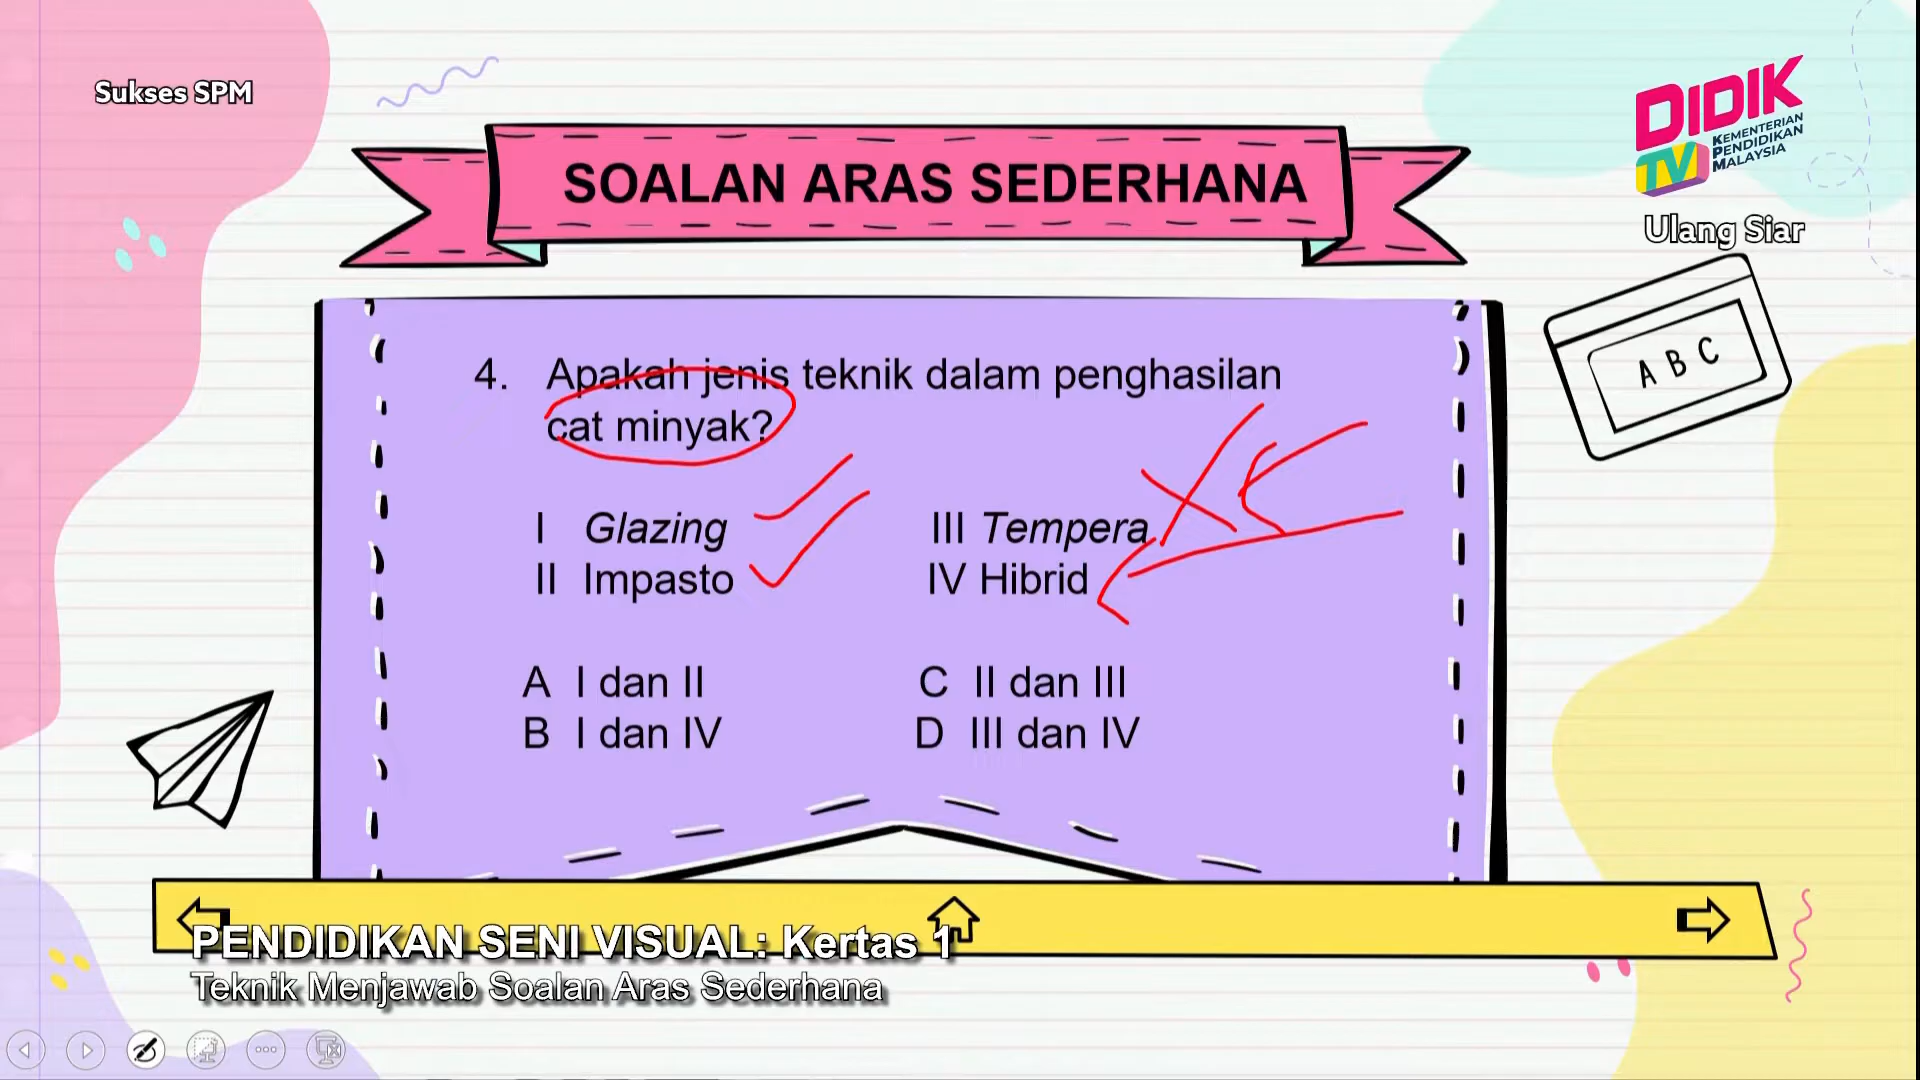 Sukses SPM
SOALAN ARAS SEDERHANA
DIDIK
TV
KEMENTERIAN
PENDIDIKAN
MALAYSIA
Ulang Siar
A B C
4. Apakah jenis teknik dalam penghasilan
cat minyak?
I Glazing
II Impasto
III Tempera
IV Hibrid
A I dan II
B I dan IV
C II dan III
D III dan IV
PENDIDIKAN SENI VISUAL: Kertas 1
Teknik Menjawab Soalan Aras Sederhana